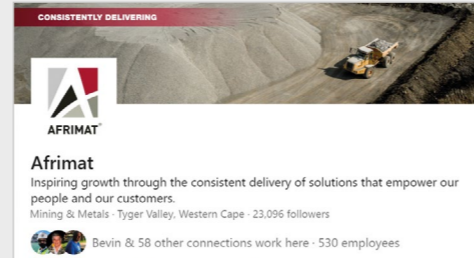 CONSISTENTLY DELIVERING
AFRIMAT
Afrimat
Inspiring growth through the consistent delivery of solutions that empower our
people and our customers.
Mining & Metals · Tyger Valley, Western Cape · 23,096 followers
Bevin & 58 other connections work here · 530 employees